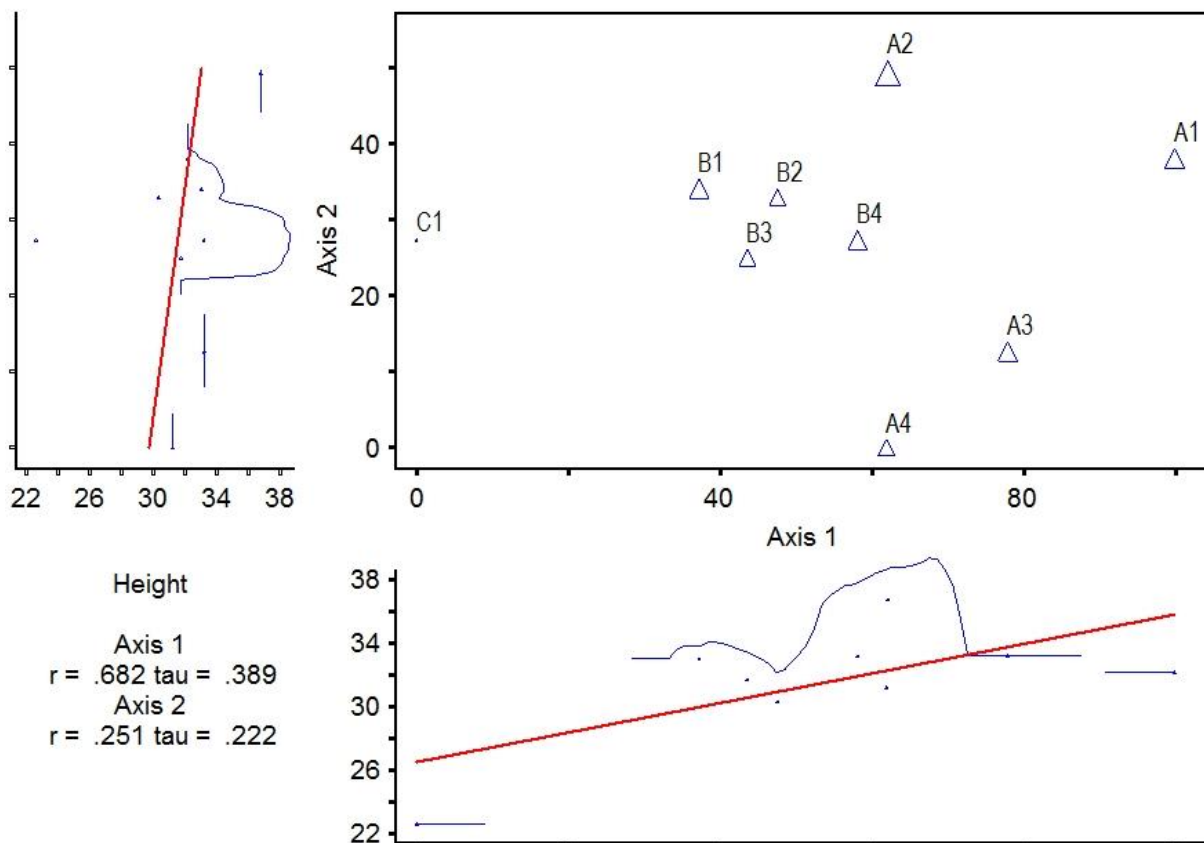 A2
40
A1
B1
B2
B4
C1
Axis 2
B3
20
A3
A4
0
22 26 30 34 38
0 40 80
Axis 1
Height
Axis 1
r = .682 tau = .389
Axis 2
r = .251 tau = .222
38
34
30
26
22